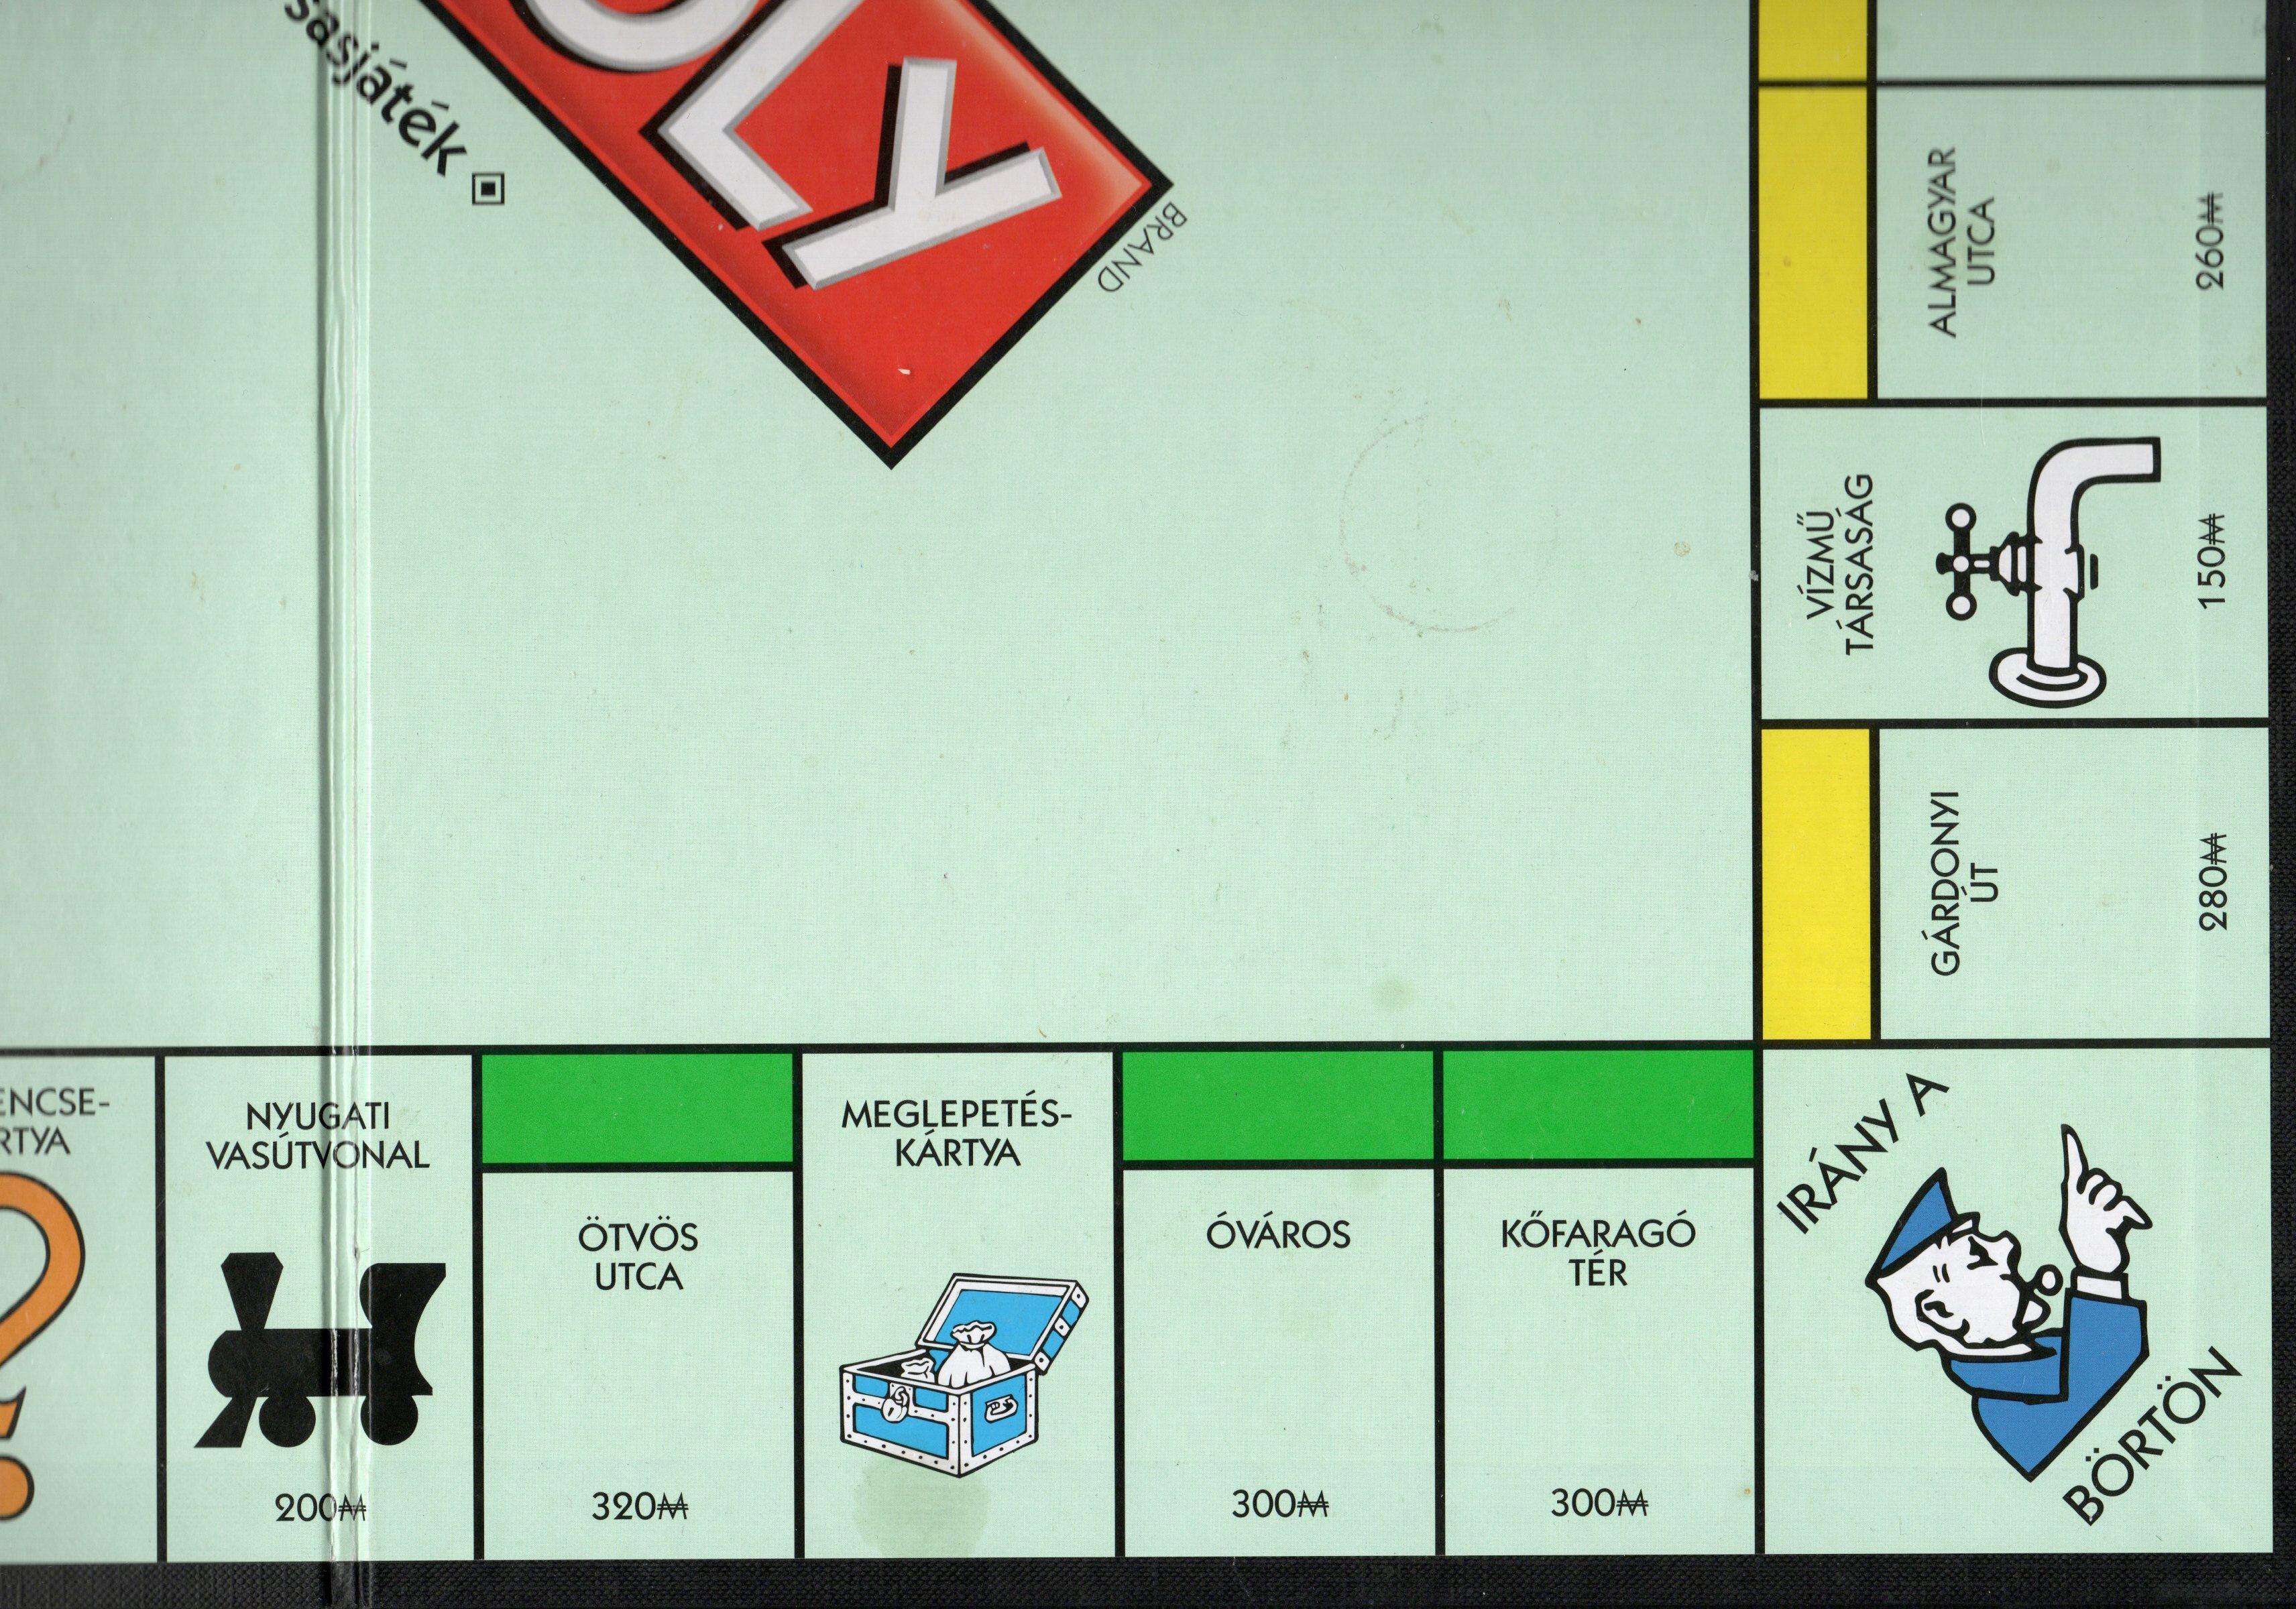 sasjáték
OLY
BRAND
ALMAGYAR
UTCA
260₩
VÍZMŰ
TÁRSASÁG
150₩
GÁRDONYI
ÚT
280₩
IRÁNY A
BÖRTÖN
KŐFARAGÓ
TÉR
300₩
ÓVÁROS
300₩
MEGLEPETÉS-
KÁRTYA
ÖTVÖS
UTCA
320₩
NYUGATI
VASÚTVONAL
200₩
ENCSE-
RTYA
?